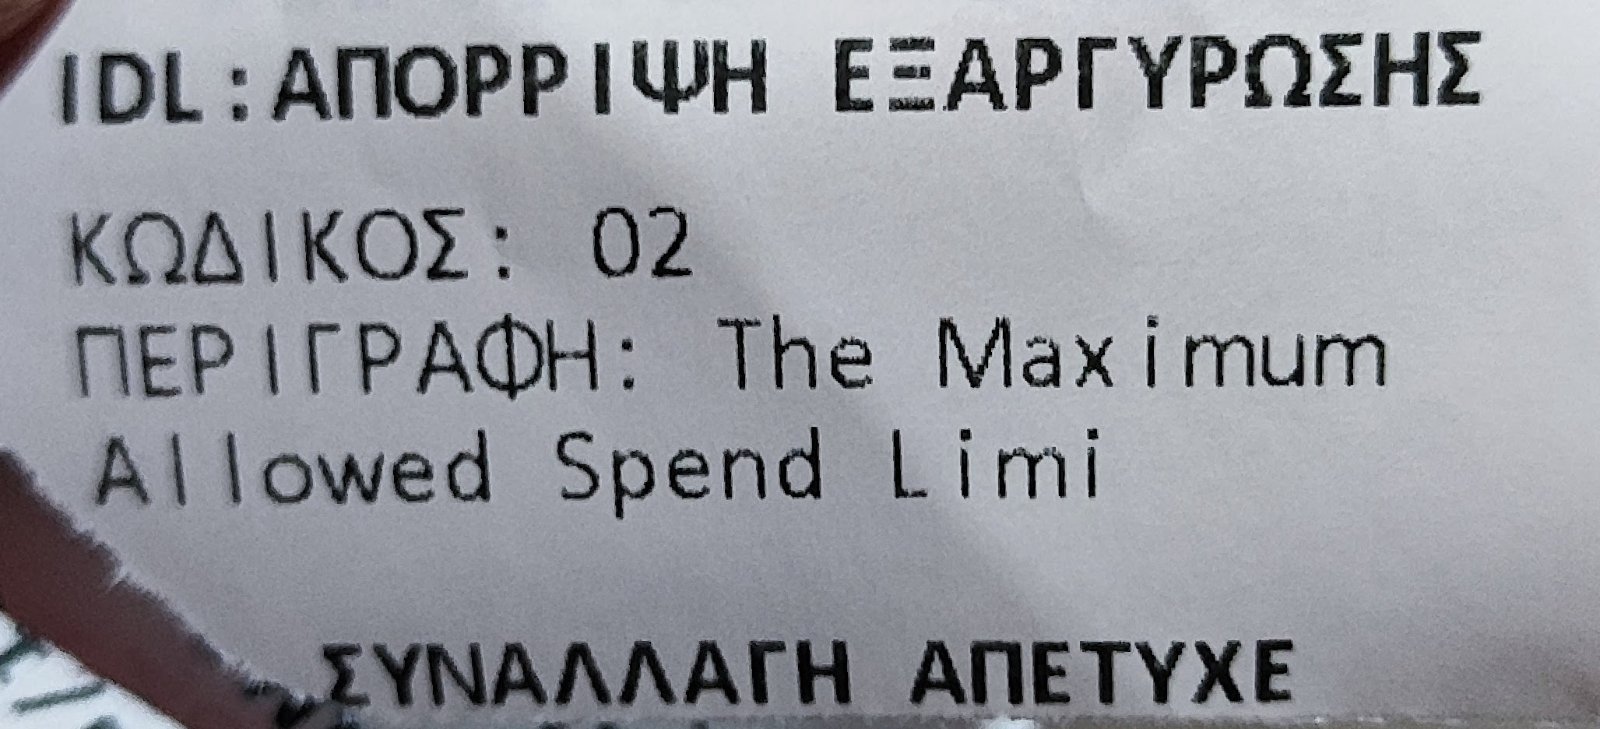 IDL:ΑΠΟΡΡΙΨΗ ΕΞΑΡΓΥΡΩΣΗΣ
ΚΩΔΙΚΟΣ: 02
ΠΕΡΙΓΡΑΦΗ: The Maximum
Allowed Spend Limi
ΣΥΝΑΛΛΑΓΗ ΑΠΕΤΥΧΕ